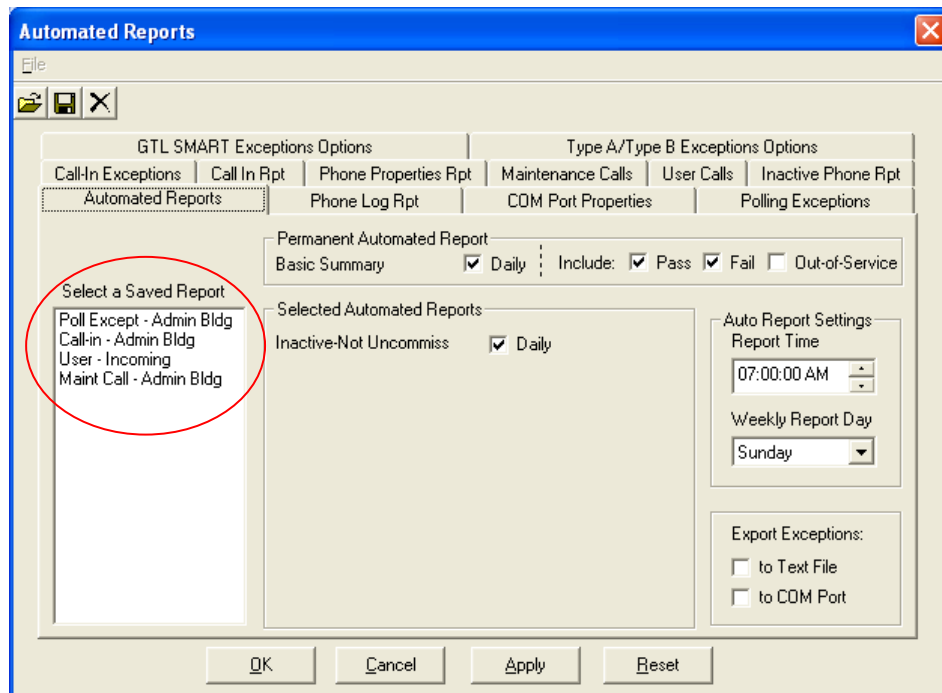 Automated Reports
File
GTL SMART Exceptions Options
Type A/Type B Exceptions Options
Call-In Exceptions
Call In Rpt
Phone Properties Rpt
Maintenance Calls
User Calls
Inactive Phone Rpt
Automated Reports
Phone Log Rpt
COM Port Properties
Polling Exceptions
Select a Saved Report
Poll Except - Admin Bldg
Call-in - Admin Bldg
User - Incoming
Maint Call - Admin Bldg
Permanent Automated Report
Basic Summary
Daily
Include:
Pass
Fail
Out-of-Service
Selected Automated Reports
Inactive-Not Uncommiss
Daily
Auto Report Settings
Report Time
07:00:00 AM
Weekly Report Day
Sunday
Export Exceptions:
to Text File
to COM Port
OK
Cancel
Apply
Reset